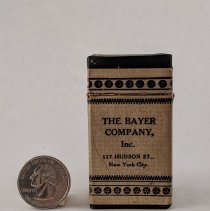 THE BAYER
COMPANY,
Inc.
117 HUDSON ST.,
New York City.